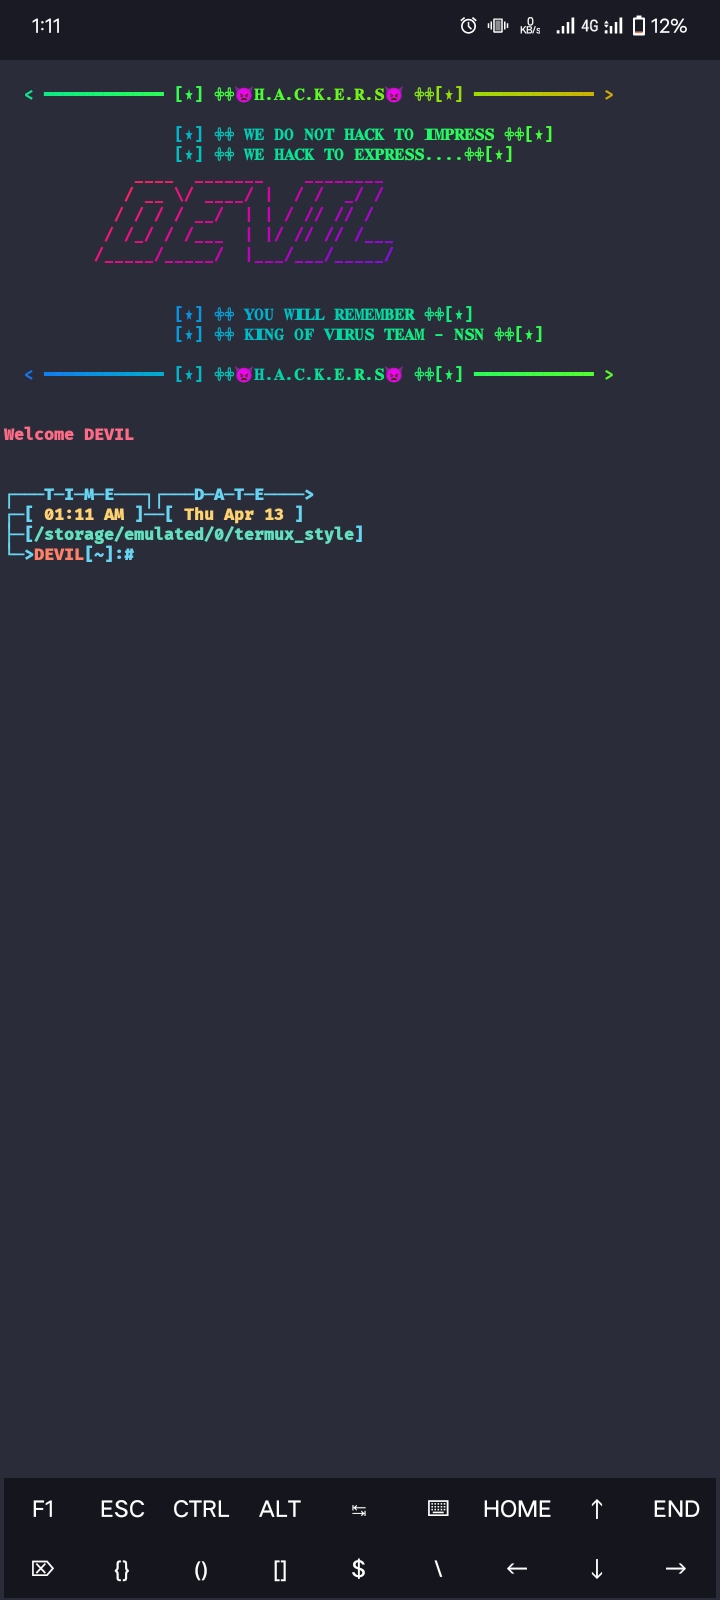 1:11 0 KB/s 4G 12%
< ━━━━━━━━━━━━ [⋆] ✙✙😈H.A.C.K.E.R.S😈 ✙✙[⋆] ━━━━━━━━━━━━ >
[⋆] ✙✙ WE DO NOT HACK TO IMPRESS ✙✙[⋆]
[⋆] ✙✙ WE HACK TO EXPRESS....✙✙[⋆]
DEVIL
[⋆] ✙✙ YOU WILL REMEMBER ✙✙[⋆]
[⋆] ✙✙ KING OF VIRUS TEAM - NSN ✙✙[⋆]
< ━━━━━━━━━━━━ [⋆] ✙✙😈H.A.C.K.E.R.S😈 ✙✙[⋆] ━━━━━━━━━━━━ >
Welcome DEVIL
┌───T─I─M─E───┐┌───D─A─T─E────>
┌─[ 01:11 AM ]──[ Thu Apr 13 ]
├─[/storage/emulated/0/termux_style]
└─>DEVIL[~]:#
F1 ESC CTRL ALT ↹ ⌨ HOME ↑ END
⌦ {} () [] $ \ ← ↓ →